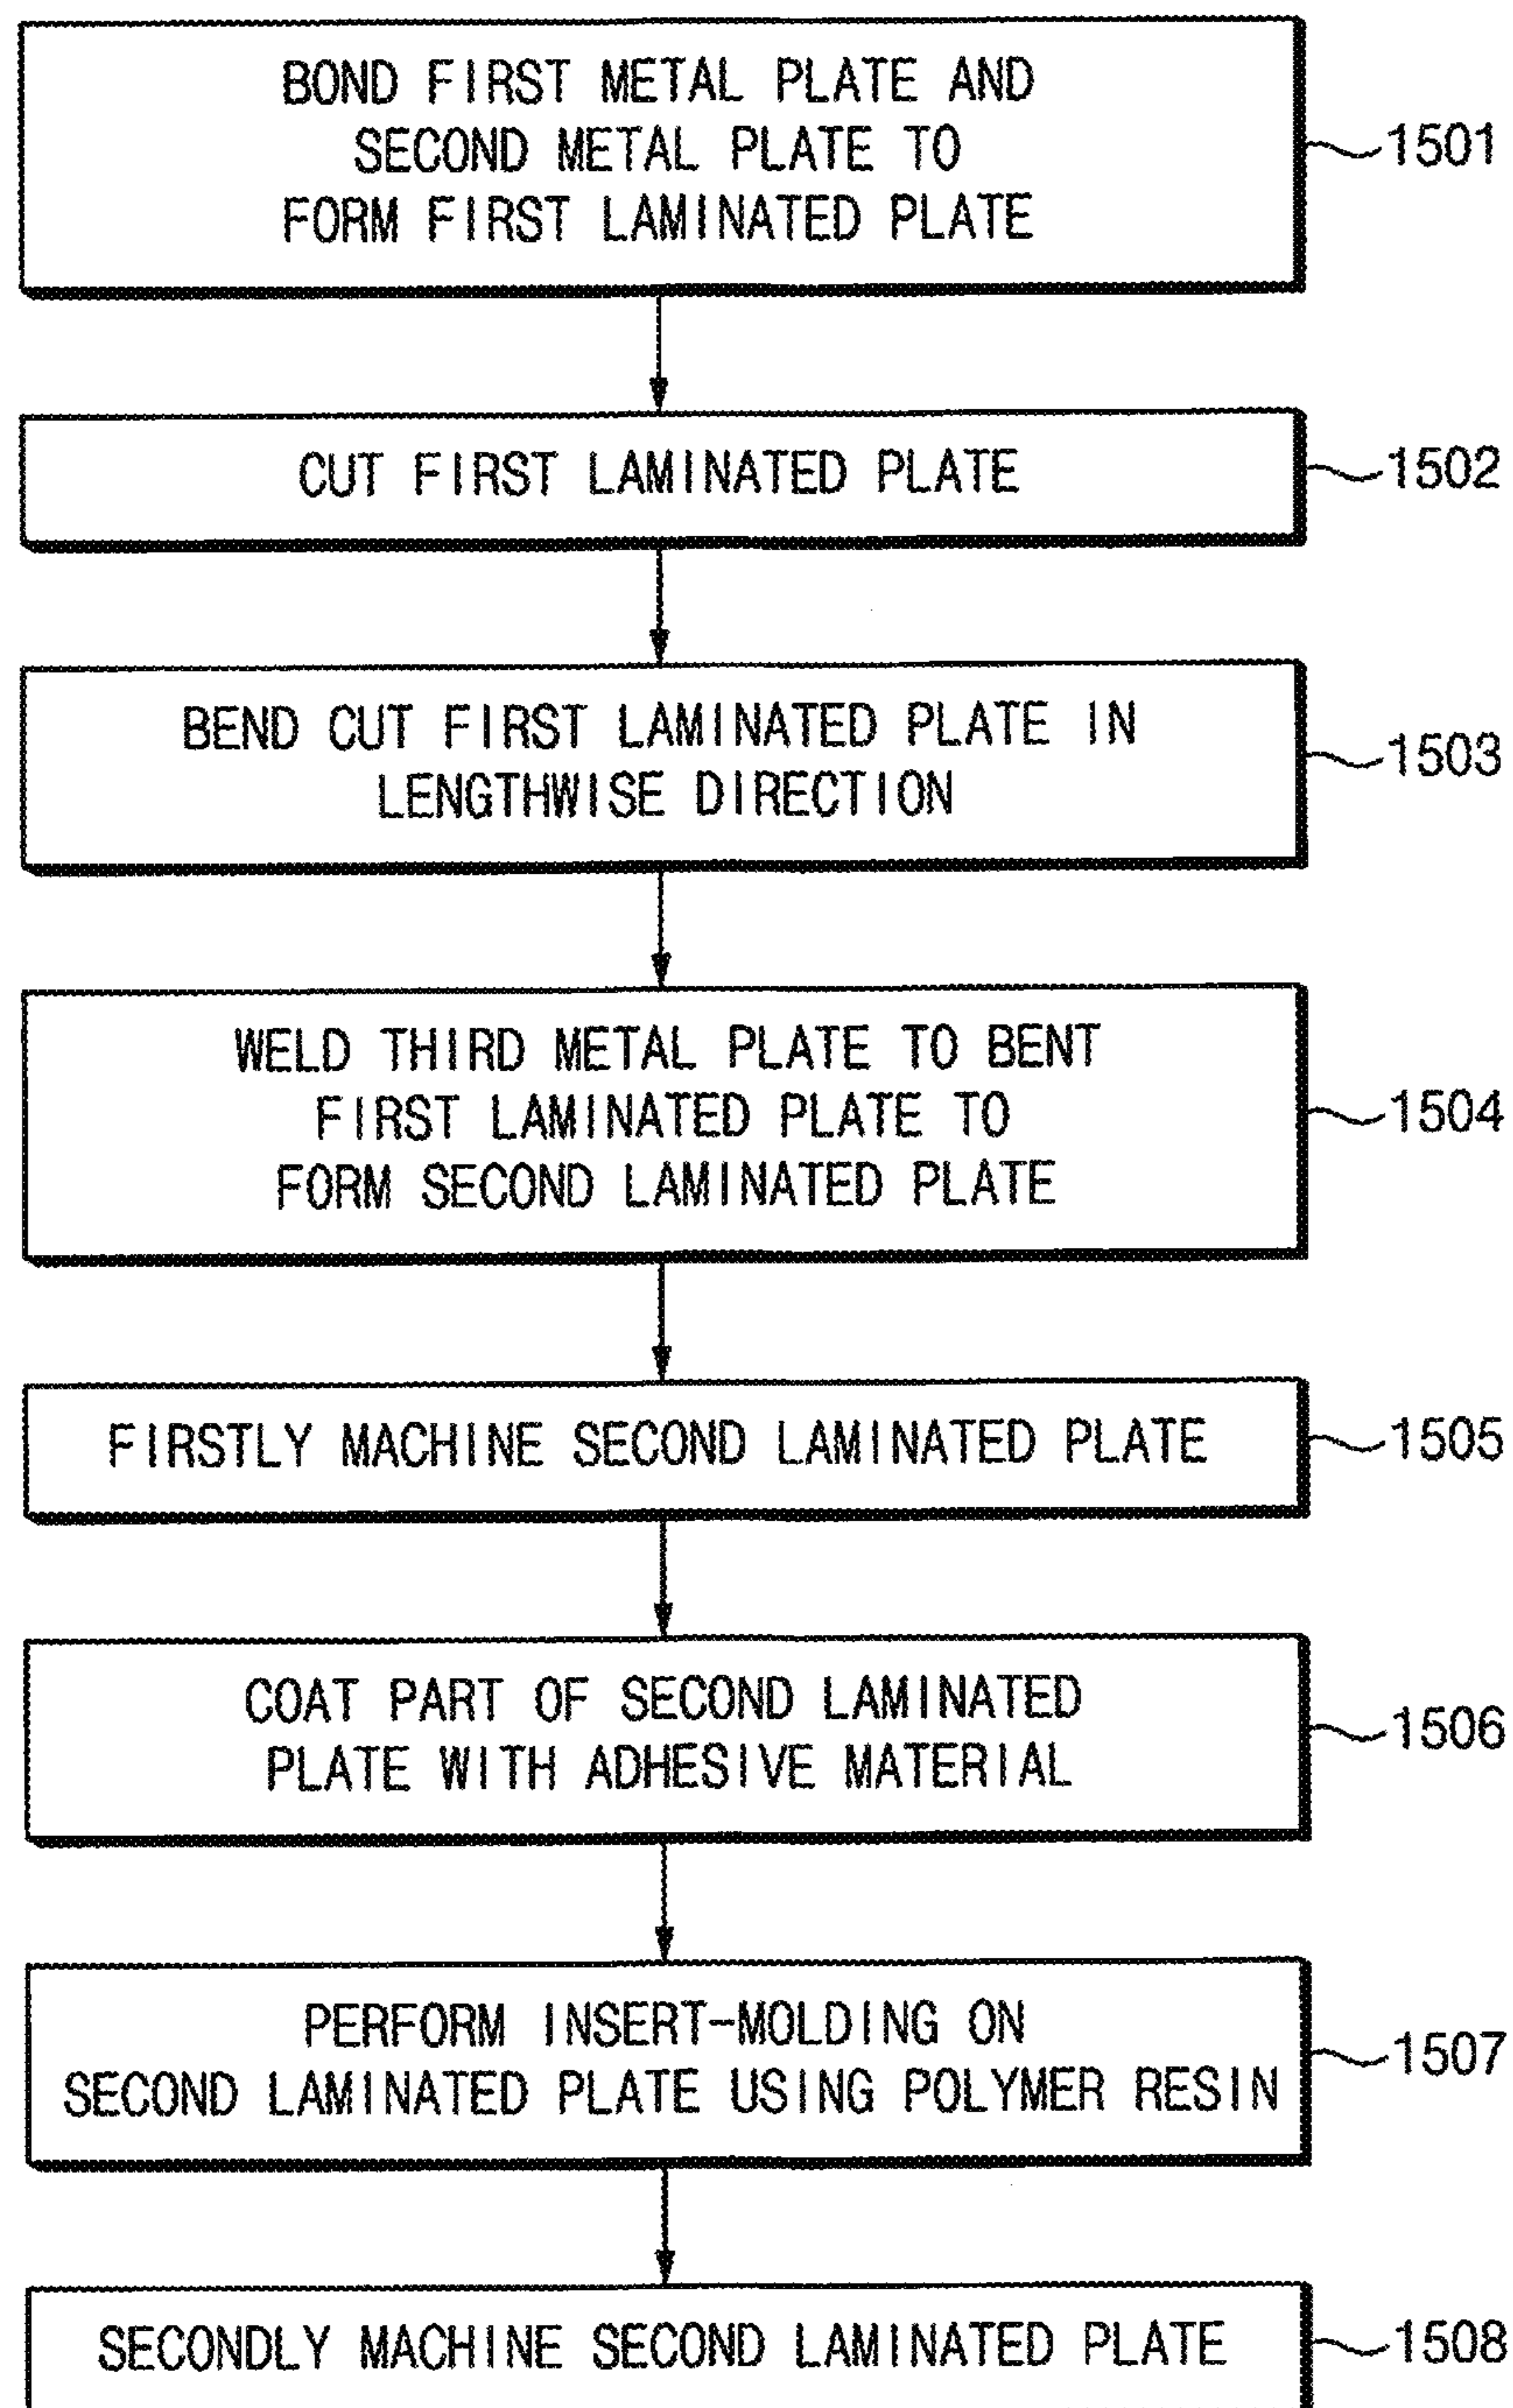 BOND FIRST METAL PLATE AND
SECOND METAL PLATE TO
FORM FIRST LAMINATED PLATE
1501
CUT FIRST LAMINATED PLATE
1502
BEND CUT FIRST LAMINATED PLATE IN
LENGTHWISE DIRECTION
1503
WELD THIRD METAL PLATE TO BENT
FIRST LAMINATED PLATE TO
FORM SECOND LAMINATED PLATE
1504
FIRSTLY MACHINE SECOND LAMINATED PLATE
1505
COAT PART OF SECOND LAMINATED
PLATE WITH ADHESIVE MATERIAL
1506
PERFORM INSERT-MOLDING ON
SECOND LAMINATED PLATE USING POLYMER RESIN
1507
SECONDLY MACHINE SECOND LAMINATED PLATE
1508